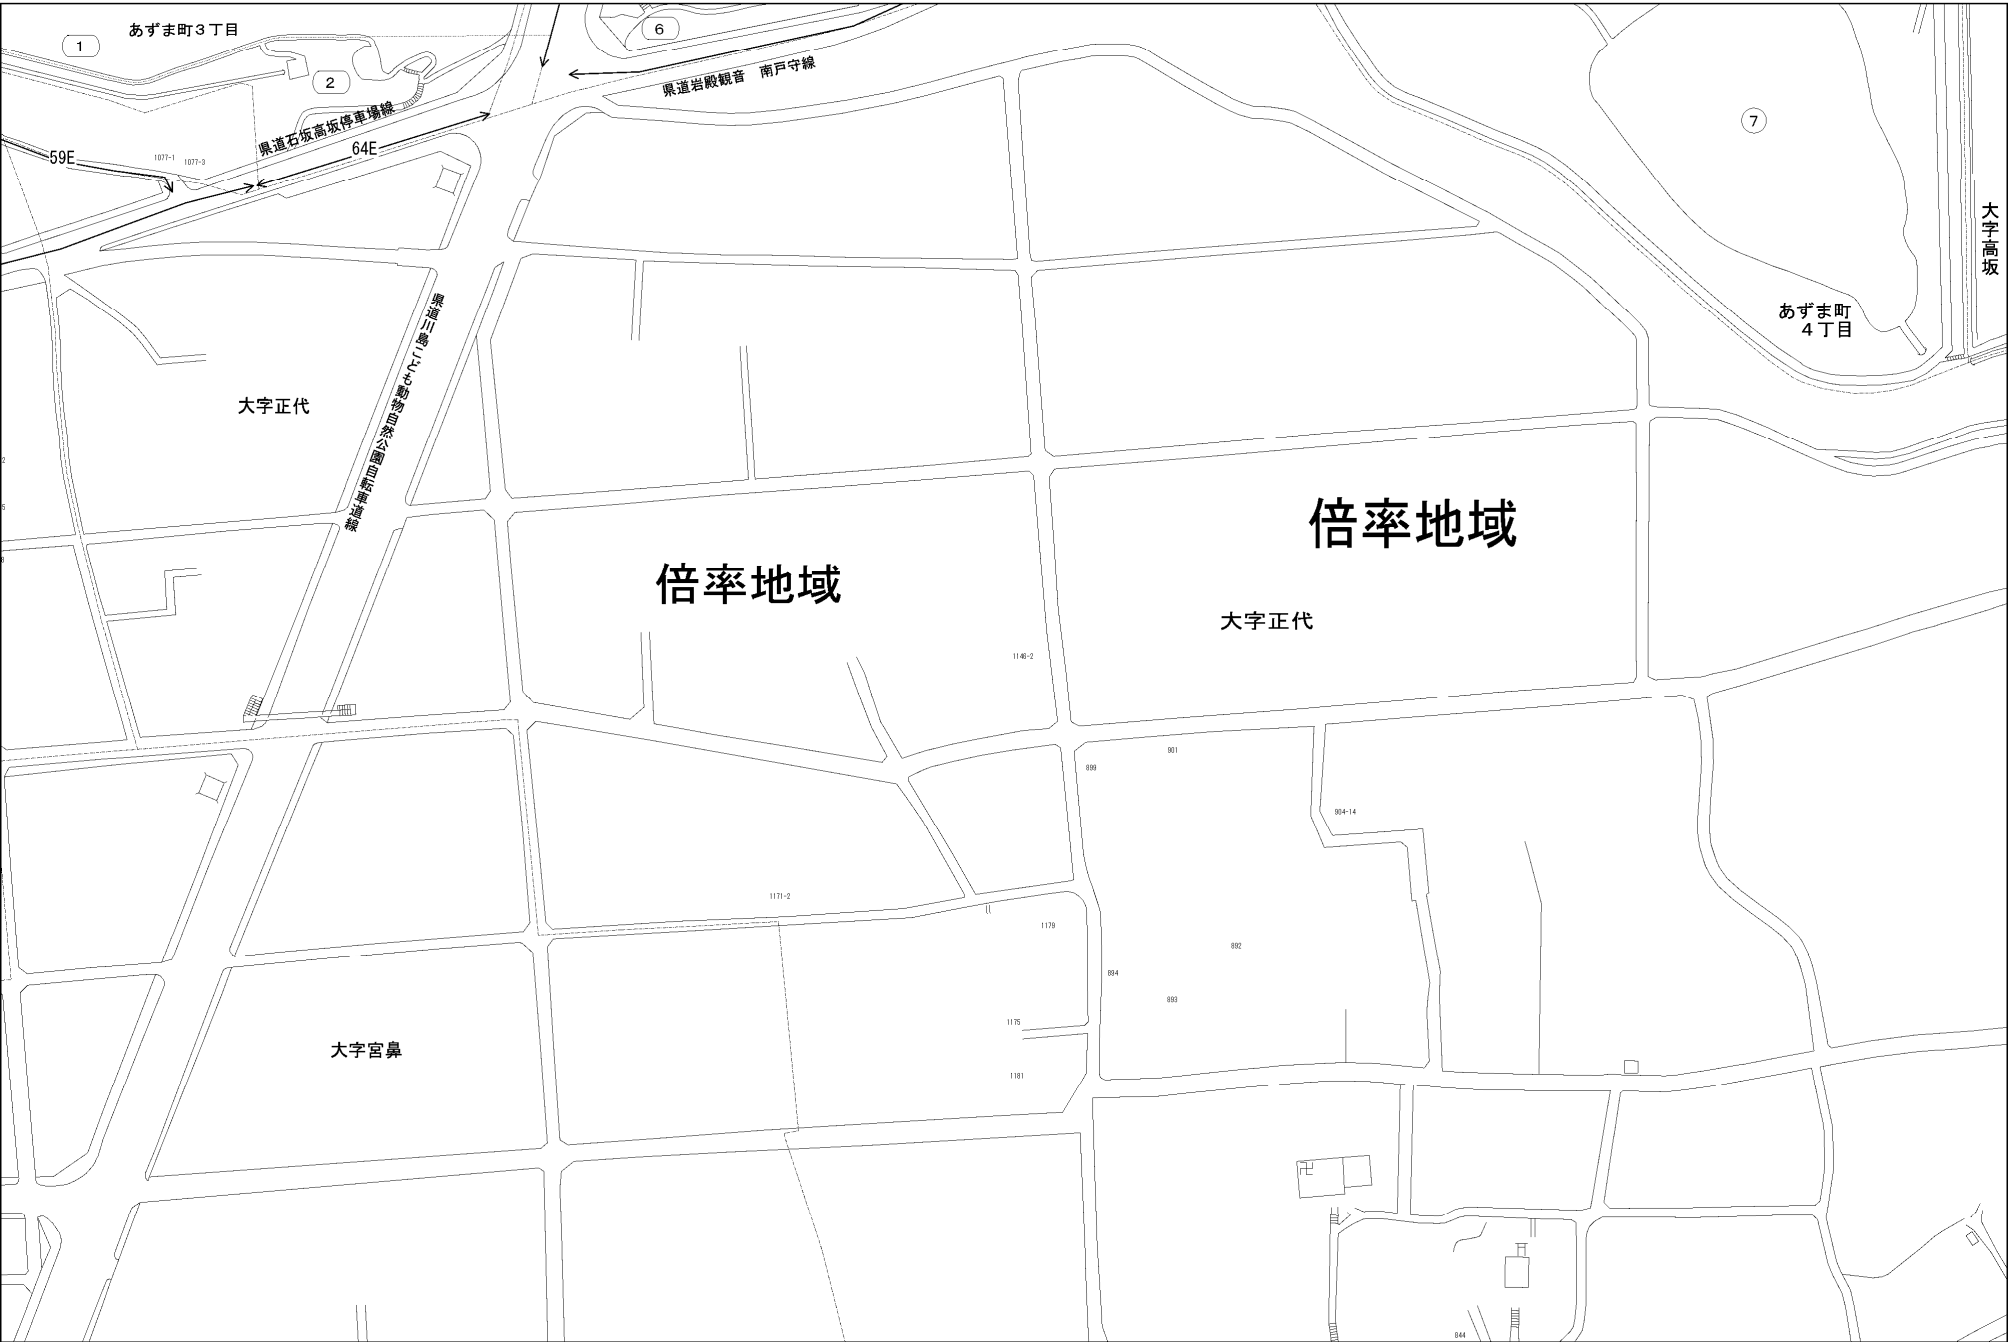 あずま町３丁目
1
2
6
県道岩殿観音　南戸守線
県道石坂高坂停車場線
64E
59E
1077-1
1077-3
7
大字高坂
あずま町
４丁目
県道川島こども動物自然公園自転車道線
大字正代
倍率地域
倍率地域
大字正代
1146-2
901
899
904-14
1171-2
1179
892
894
893
1175
1181
大字宮鼻
844